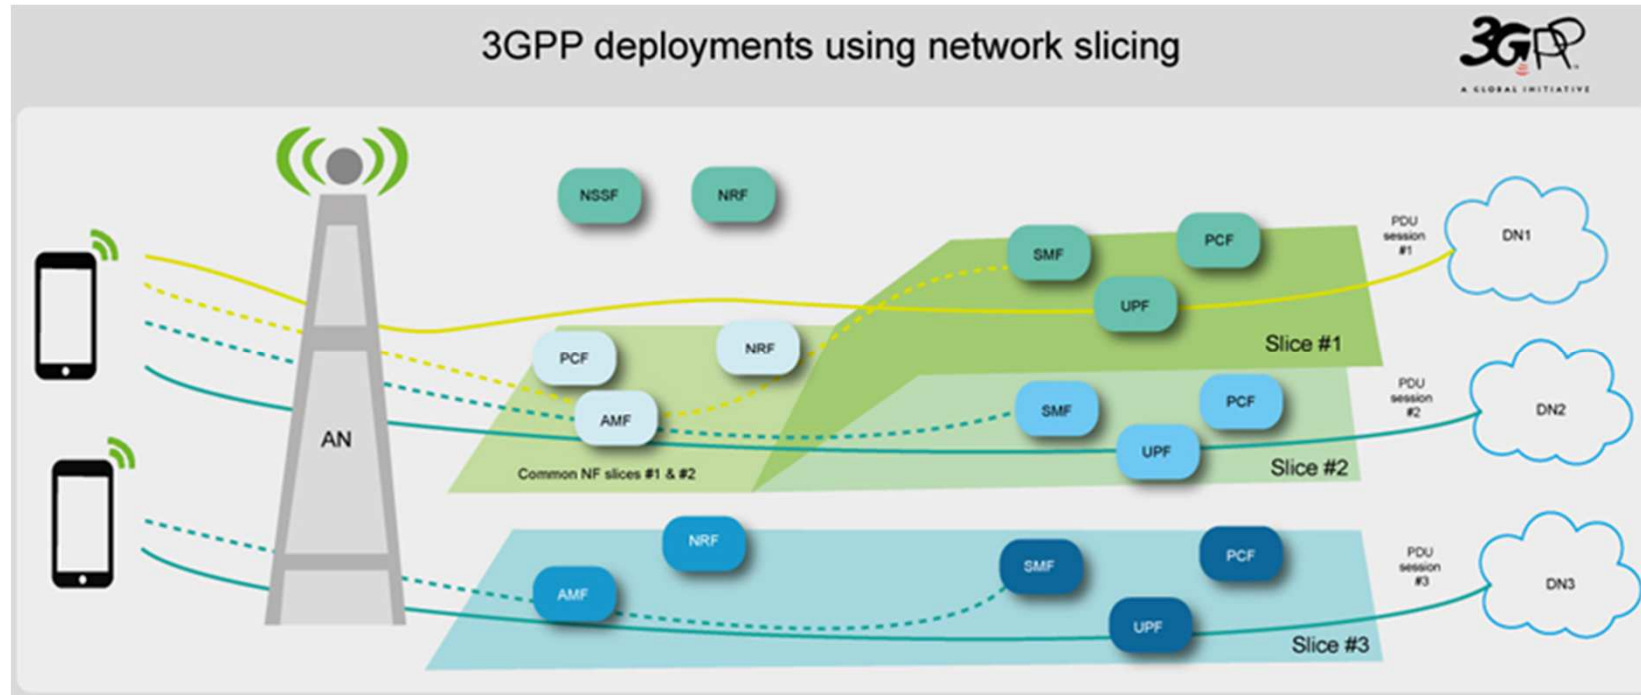 3GPP deployments using network slicing
3GPP™
A GLOBAL INITIATIVE
NSSF
NRF
PDU
session
#1
DN1
SMF
PCF
UPF
Slice #1
PCF
NRF
AMF
Common NF slices #1 & #2
SMF
PCF
UPF
Slice #2
PDU
session
#2
DN2
AN
NRF
AMF
SMF
PCF
UPF
Slice #3
PDU
session
#3
DN3